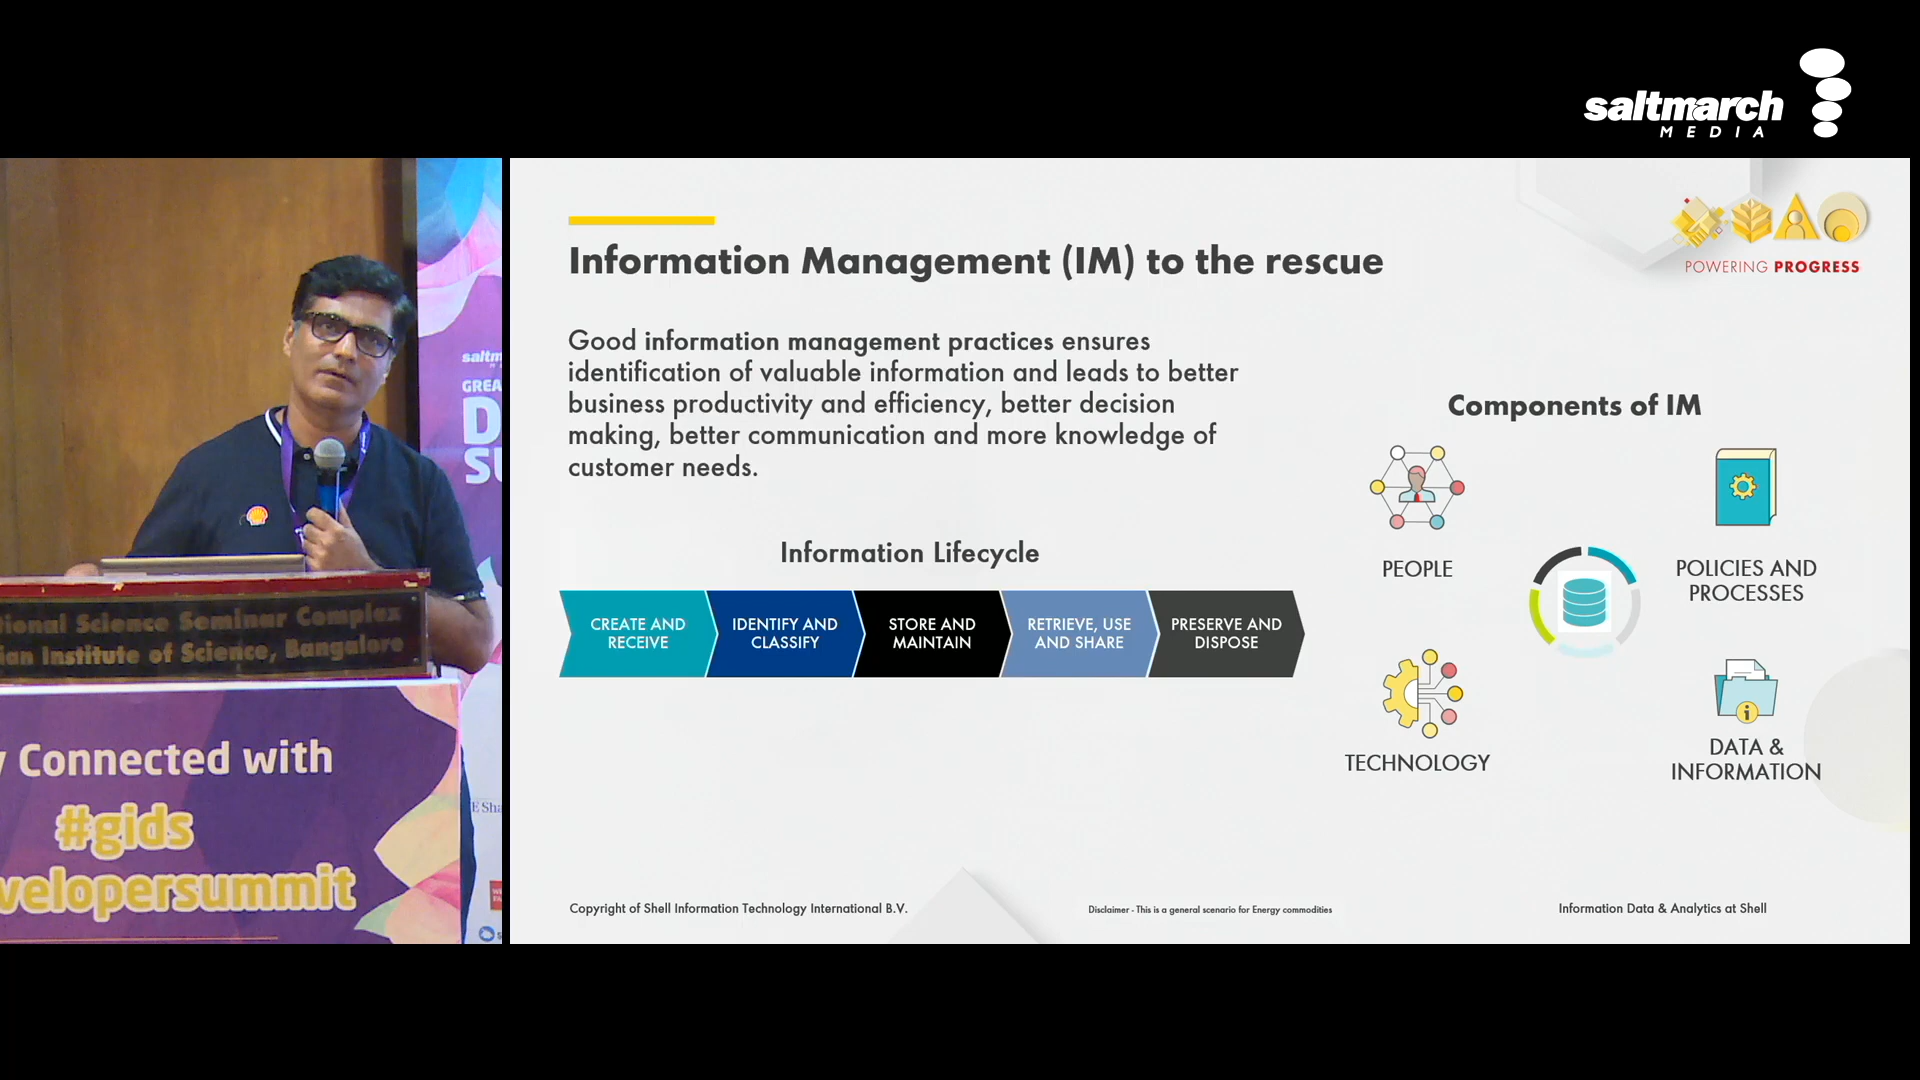 saltmarch
MEDIA
saltm
GREA
D
SU
ional Science Seminar Complex
ian Institute of Science, Bangalore
y Connected with
#gids
velopersummit
E Sha
POWERING PROGRESS
Information Management (IM) to the rescue
Good information management practices ensures
identification of valuable information and leads to better
business productivity and efficiency, better decision
making, better communication and more knowledge of
customer needs.
Information Lifecycle
CREATE AND
RECEIVE
IDENTIFY AND
CLASSIFY
STORE AND
MAINTAIN
RETRIEVE, USE
AND SHARE
PRESERVE AND
DISPOSE
Components of IM
PEOPLE
POLICIES AND
PROCESSES
TECHNOLOGY
DATA &
INFORMATION
Copyright of Shell Information Technology International B.V.
Disclaimer - This is a general scenario for Energy commodities
Information Data & Analytics at Shell